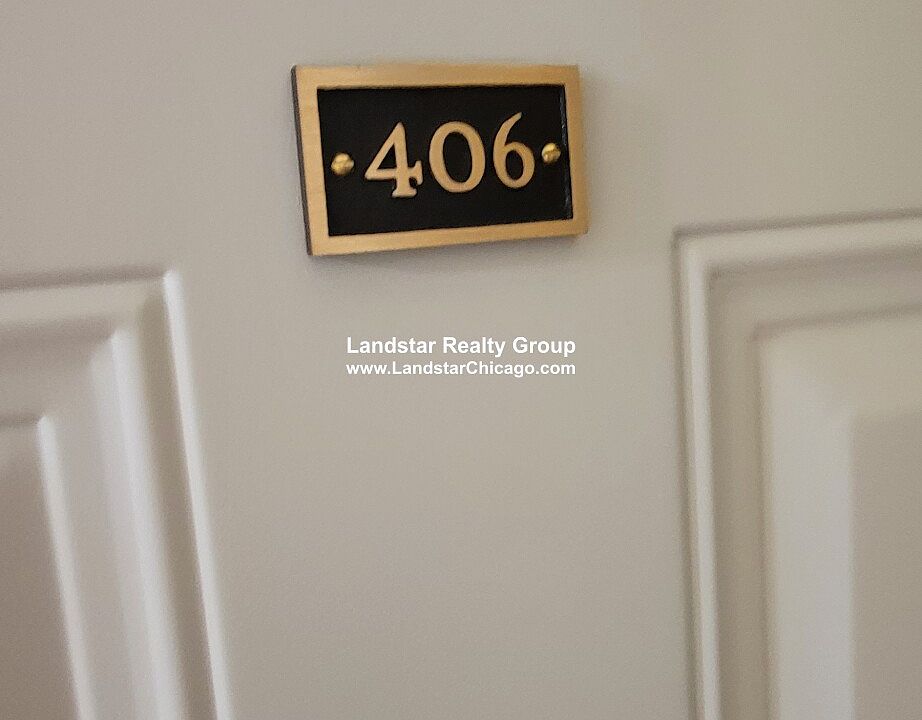 406
Landstar Realty Group
www.LandstarChicago.com